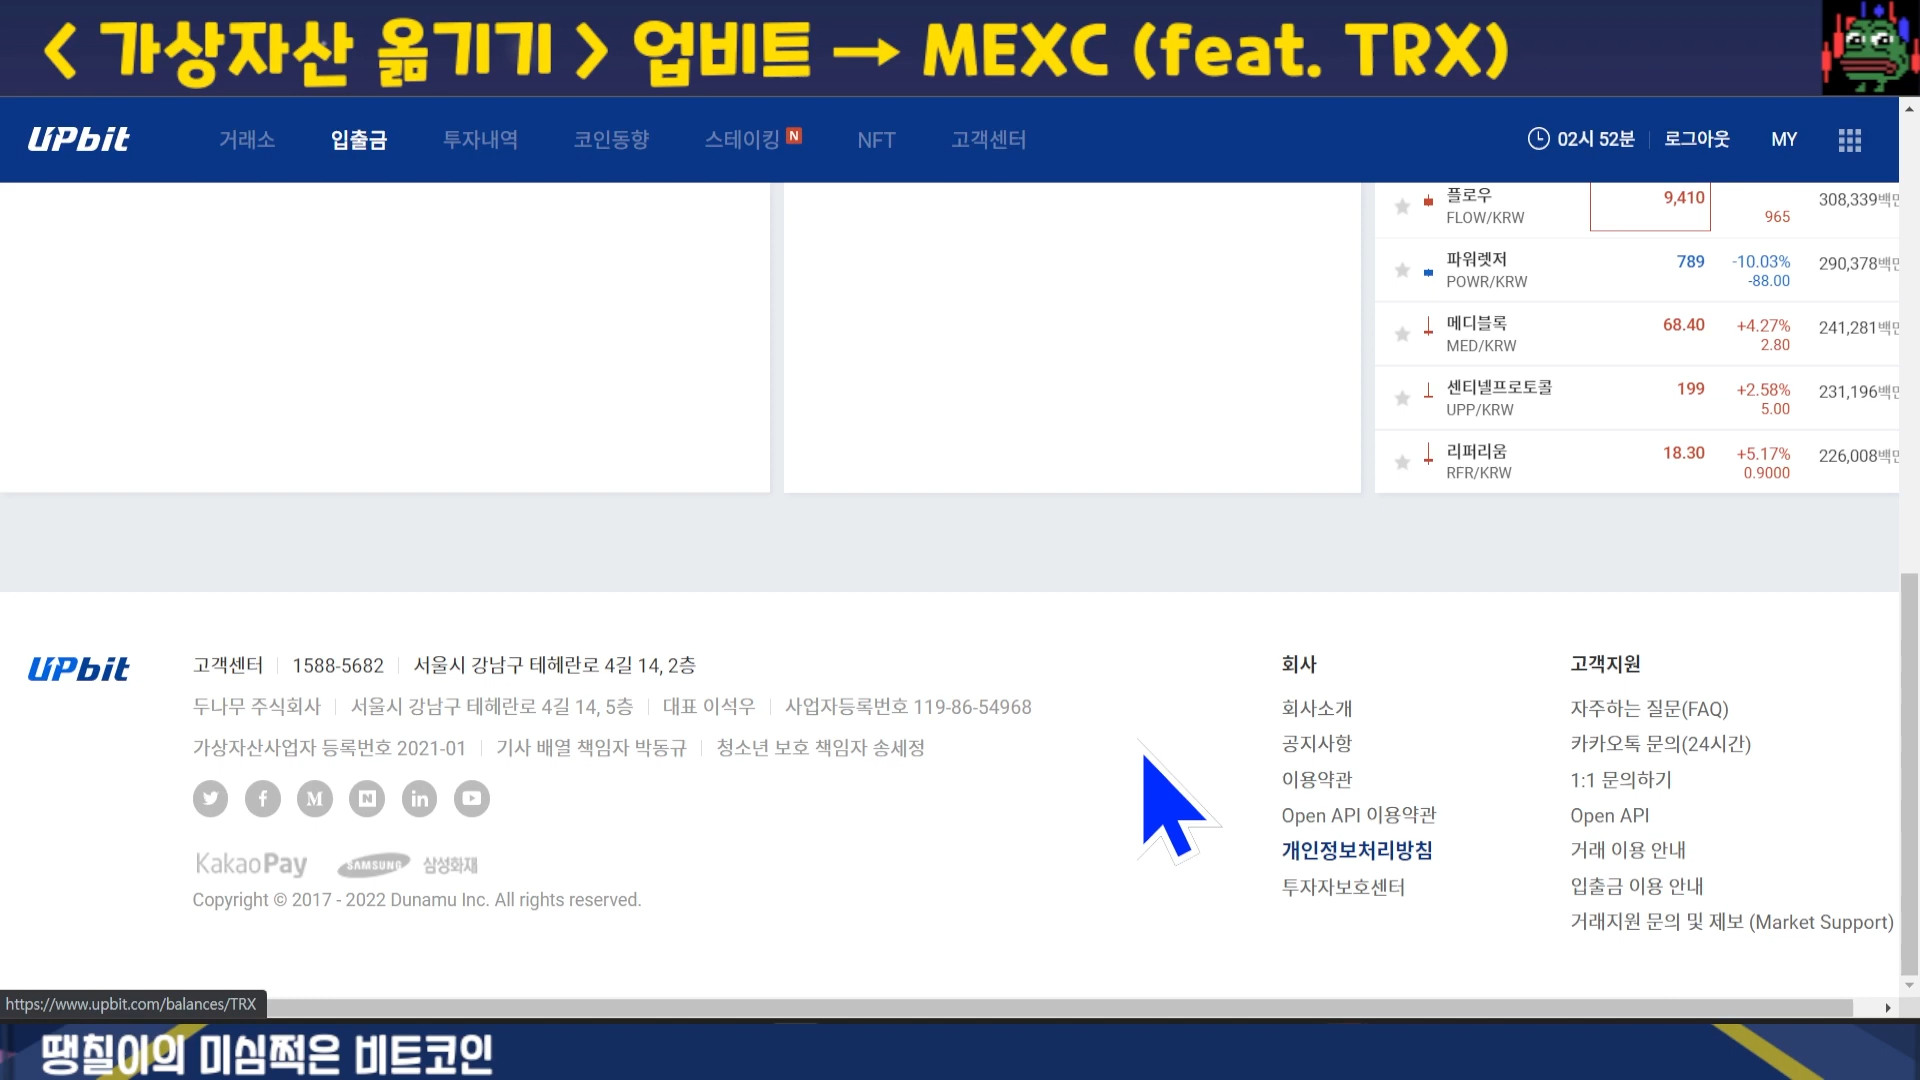 < 가상자산 옮기기 > 업비트 → MEXC (feat. TRX)
UPbit 거래소 입출금 투자내역 코인동향 스테이킹 N NFT 고객센터 02시 52분 로그아웃 MY
플로우 9,410 308,339백만
FLOW/KRW 965
파워렛저 789 -10.03% 290,378백만
POWR/KRW -88.00
메디블록 68.40 +4.27% 241,281백만
MED/KRW 2.80
센티넬프로토콜 199 +2.58% 231,196백만
UPP/KRW 5.00
리퍼리움 18.30 +5.17% 226,008백만
RFR/KRW 0.9000
UPbit
고객센터 1588-5682 서울시 강남구 테헤란로 4길 14, 2층
두나무 주식회사 서울시 강남구 테헤란로 4길 14, 5층 대표 이석우 사업자등록번호 119-86-54968
가상자산사업자 등록번호 2021-01 기사 배열 책임자 박동규 청소년 보호 책임자 송세정
KakaoPay SAMSUNG 삼성화재
Copyright © 2017 - 2022 Dunamu Inc. All rights reserved.
회사
회사소개
공지사항
이용약관
Open API 이용약관
개인정보처리방침
투자자보호센터
고객지원
자주하는 질문(FAQ)
카카오톡 문의(24시간)
1:1 문의하기
Open API
거래 이용 안내
입출금 이용 안내
거래지원 문의 및 제보 (Market Support)
https://www.upbit.com/balances/TRX
땡칠이의 미심쩍은 비트코인